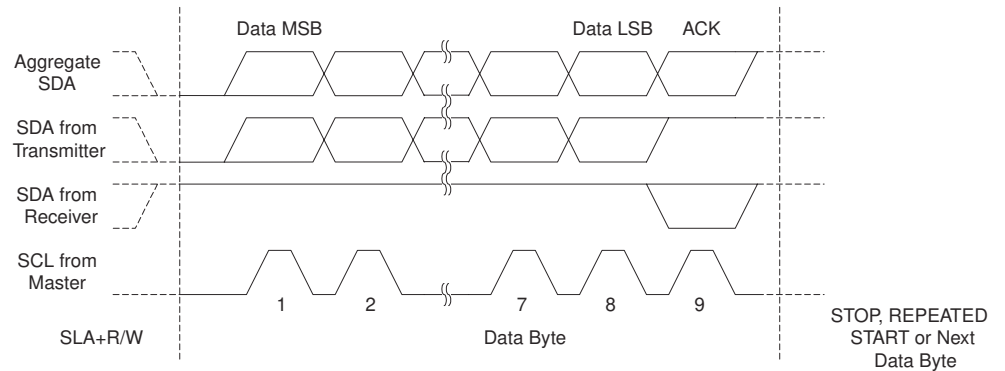 Data MSB
Data LSB
ACK
Aggregate
SDA
SDA from
Transmitter
SDA from
Receiver
SCL from
Master
1
2
7
8
9
SLA+R/W
Data Byte
STOP, REPEATED
START or Next
Data Byte